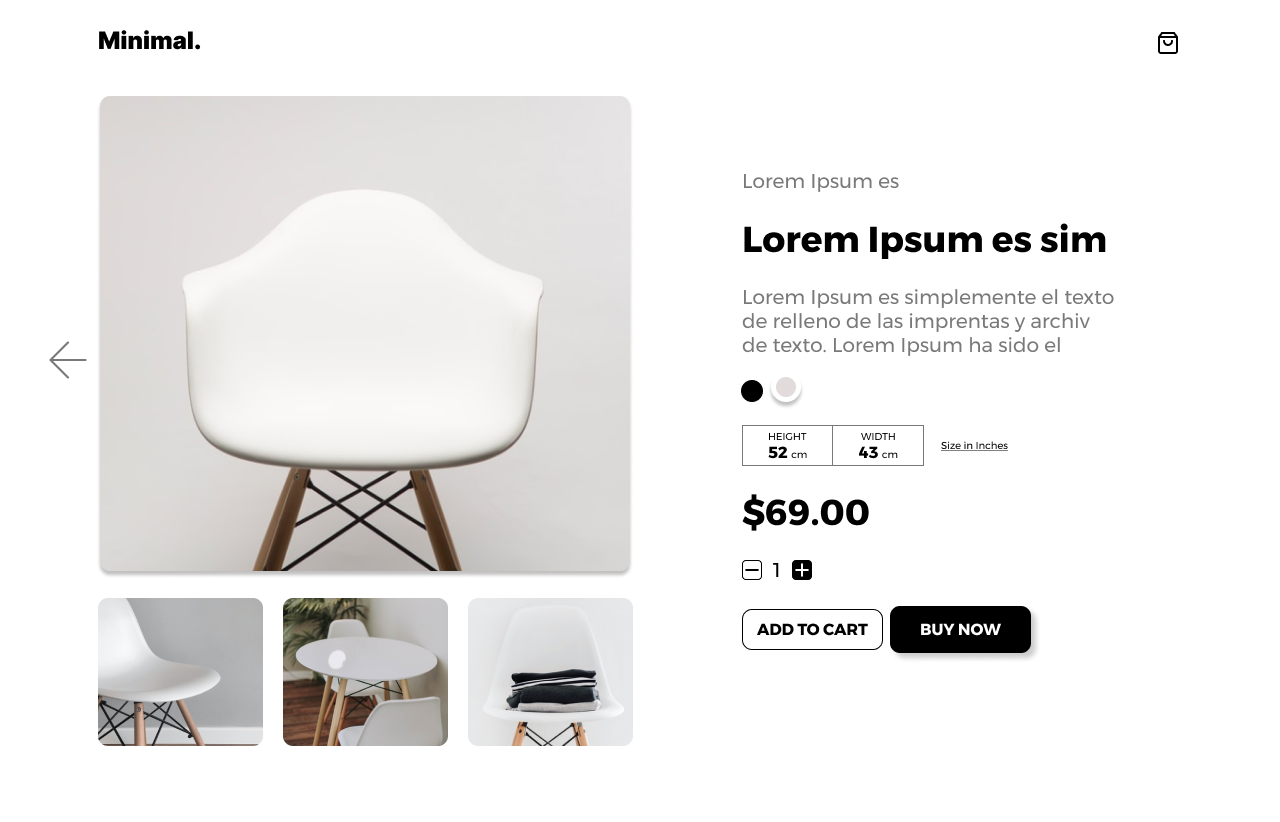 Minimal.
Lorem Ipsum es
Lorem Ipsum es sim
Lorem Ipsum es simplemente el texto
de relleno de las imprentas y archiv
de texto. Lorem Ipsum ha sido el
HEIGHT
52 cm
WIDTH
43 cm
Size in Inches
$69.00
1
ADD TO CART
BUY NOW